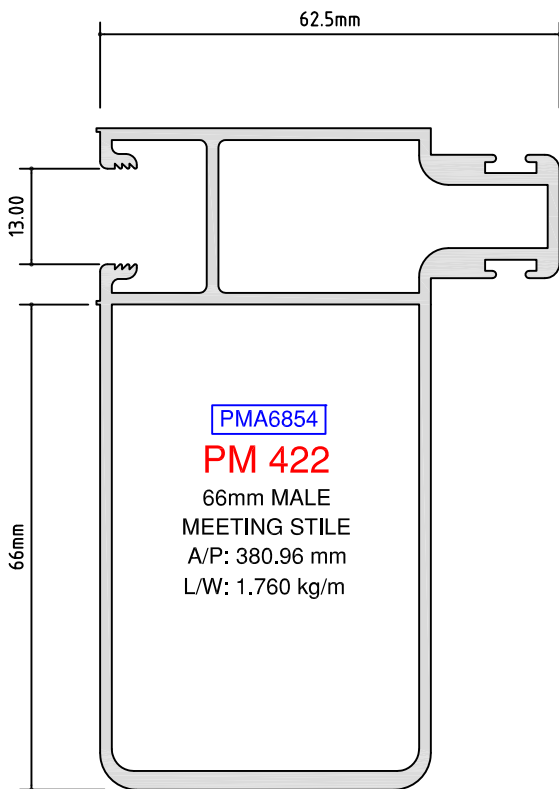 62.5mm
13.00
66mm
PMA6854
PM 422
66mm MALE
MEETING STILE
A/P: 380.96 mm
L/W: 1.760 kg/m